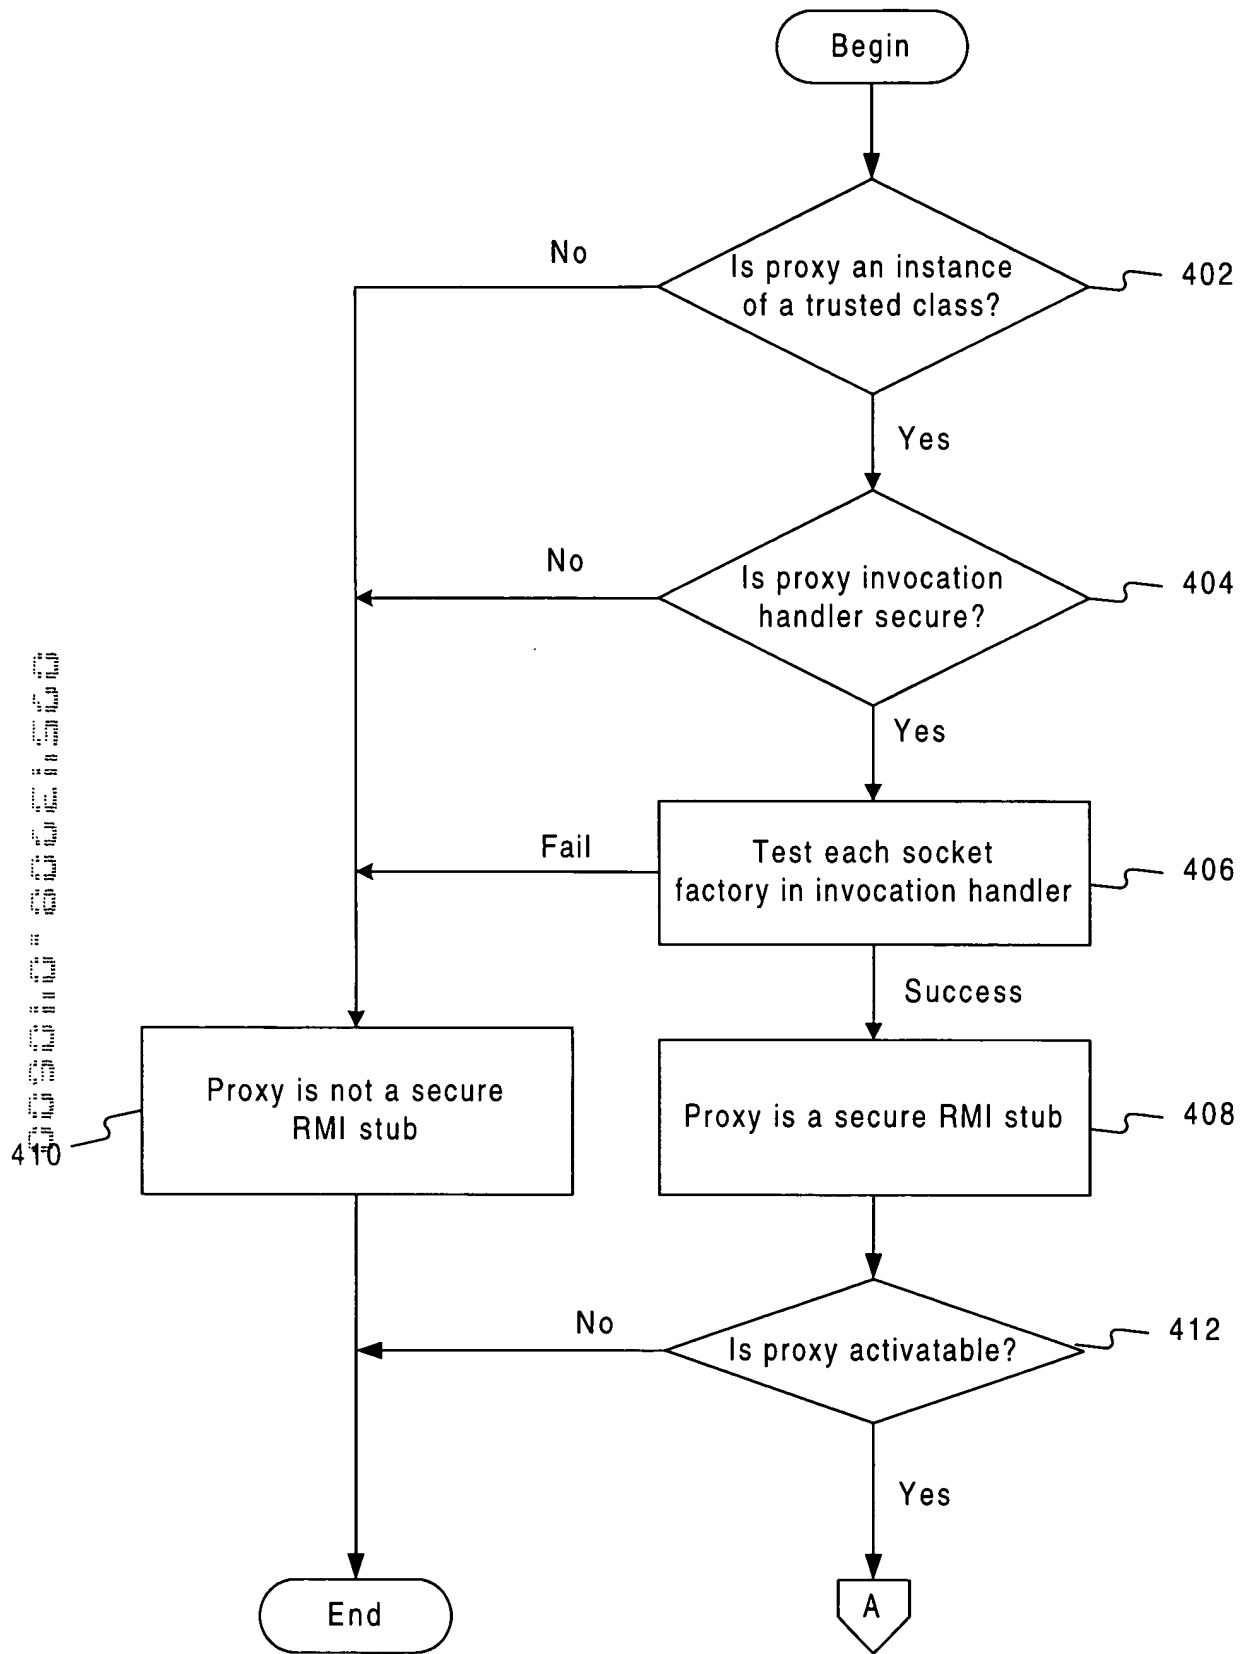 Begin
No
Is proxy an instance
of a trusted class?
402
Yes
No
Is proxy invocation
handler secure?
404
Yes
Fail
Test each socket
factory in invocation handler
406
Success
Proxy is not a secure
RMI stub
410
Proxy is a secure RMI stub
408
No
Is proxy activatable?
412
Yes
End
A